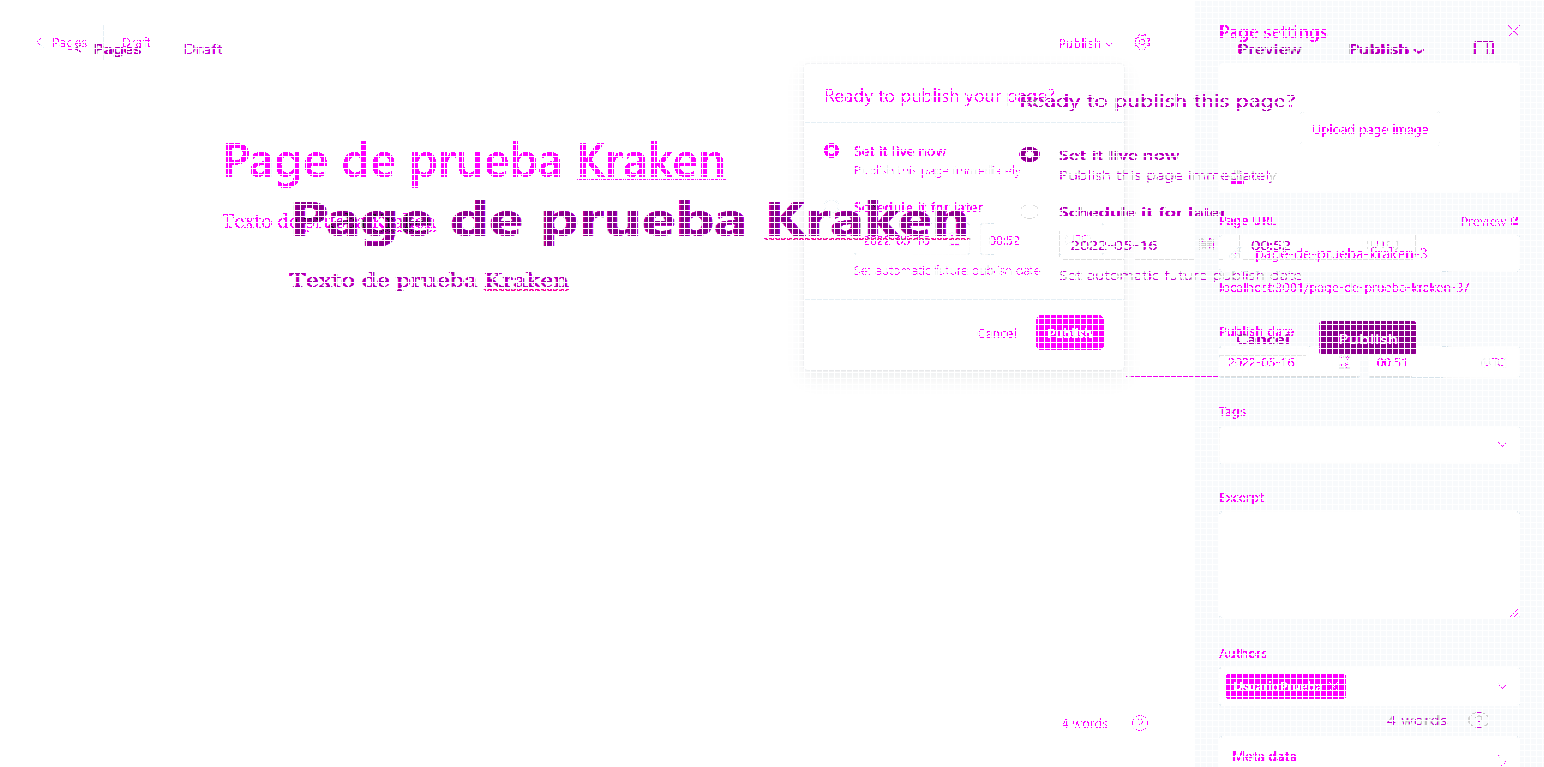 Pages Draft Publish
Pages Draft Preview Publish
Page settings
Upload page image
Ready to publish your page?
Ready to publish this page?
Page de prueba Kraken
Set it live now
Publish this page immediately
Set it live now
Publish this page immediately
Texto de prueba Kraken
Schedule it for later
Schedule it for later
Page URL Preview
Page de prueba Kraken
2022-05-16 00:52
2022-05-16 00:52 (UTC)
page-de-prueba-kraken-3
Set automatic future publish date
Set automatic future publish date
Texto de prueba Kraken
localhost:3001/page-de-prueba-kraken-3/
Cancel Publish
Publish date
Cancel Publish
2022-05-16 00:51 UTC
Tags
Excerpt
Authors
4 words
4 words
Meta data